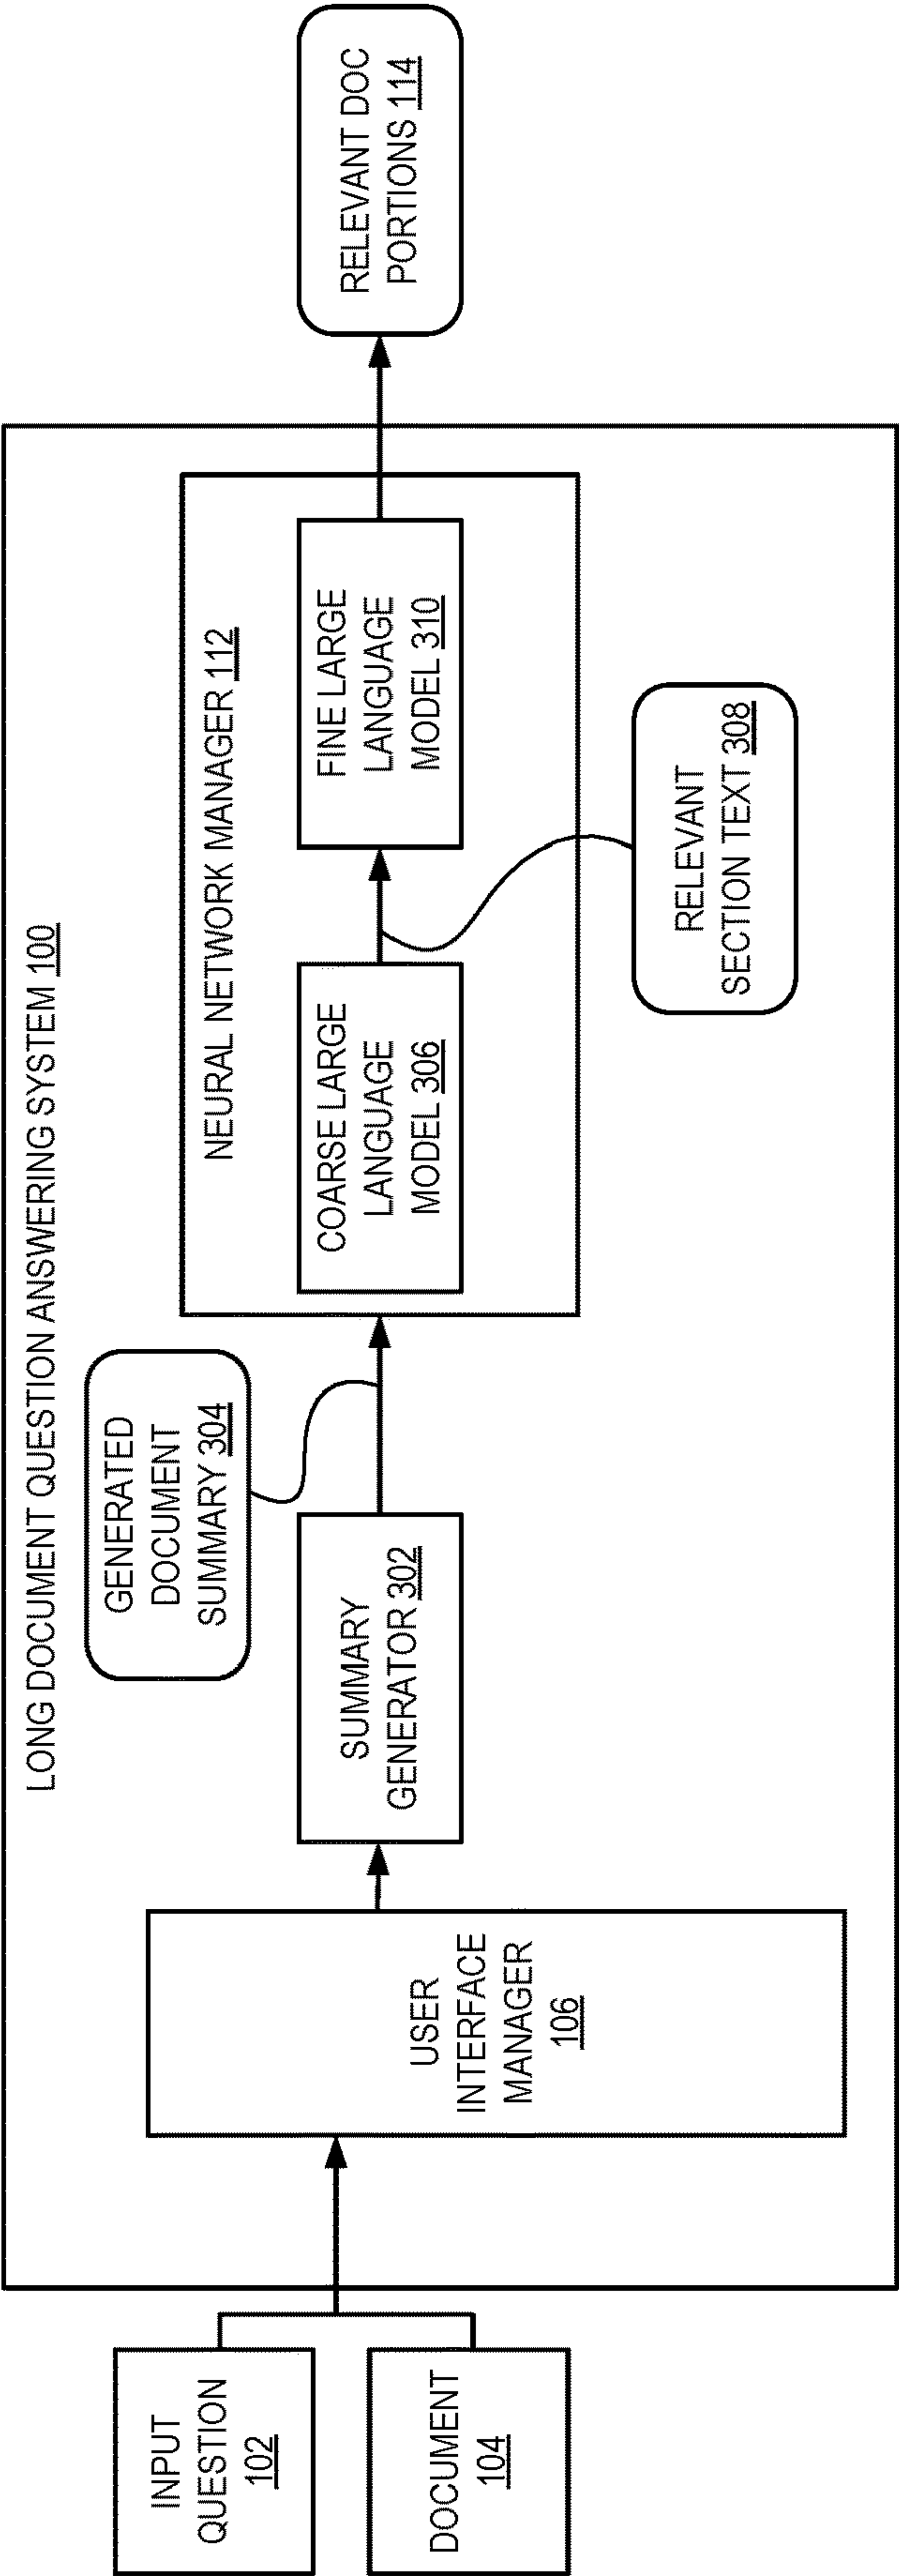 LONG DOCUMENT QUESTION ANSWERING SYSTEM 100
INPUT
QUESTION
102
DOCUMENT
104
USER
INTERFACE
MANAGER
106
SUMMARY
GENERATOR 302
GENERATED
DOCUMENT
SUMMARY 304
NEURAL NETWORK MANAGER 112
COARSE LARGE
LANGUAGE
MODEL 306
FINE LARGE
LANGUAGE
MODEL 310
RELEVANT
SECTION TEXT 308
RELEVANT DOC
PORTIONS 114